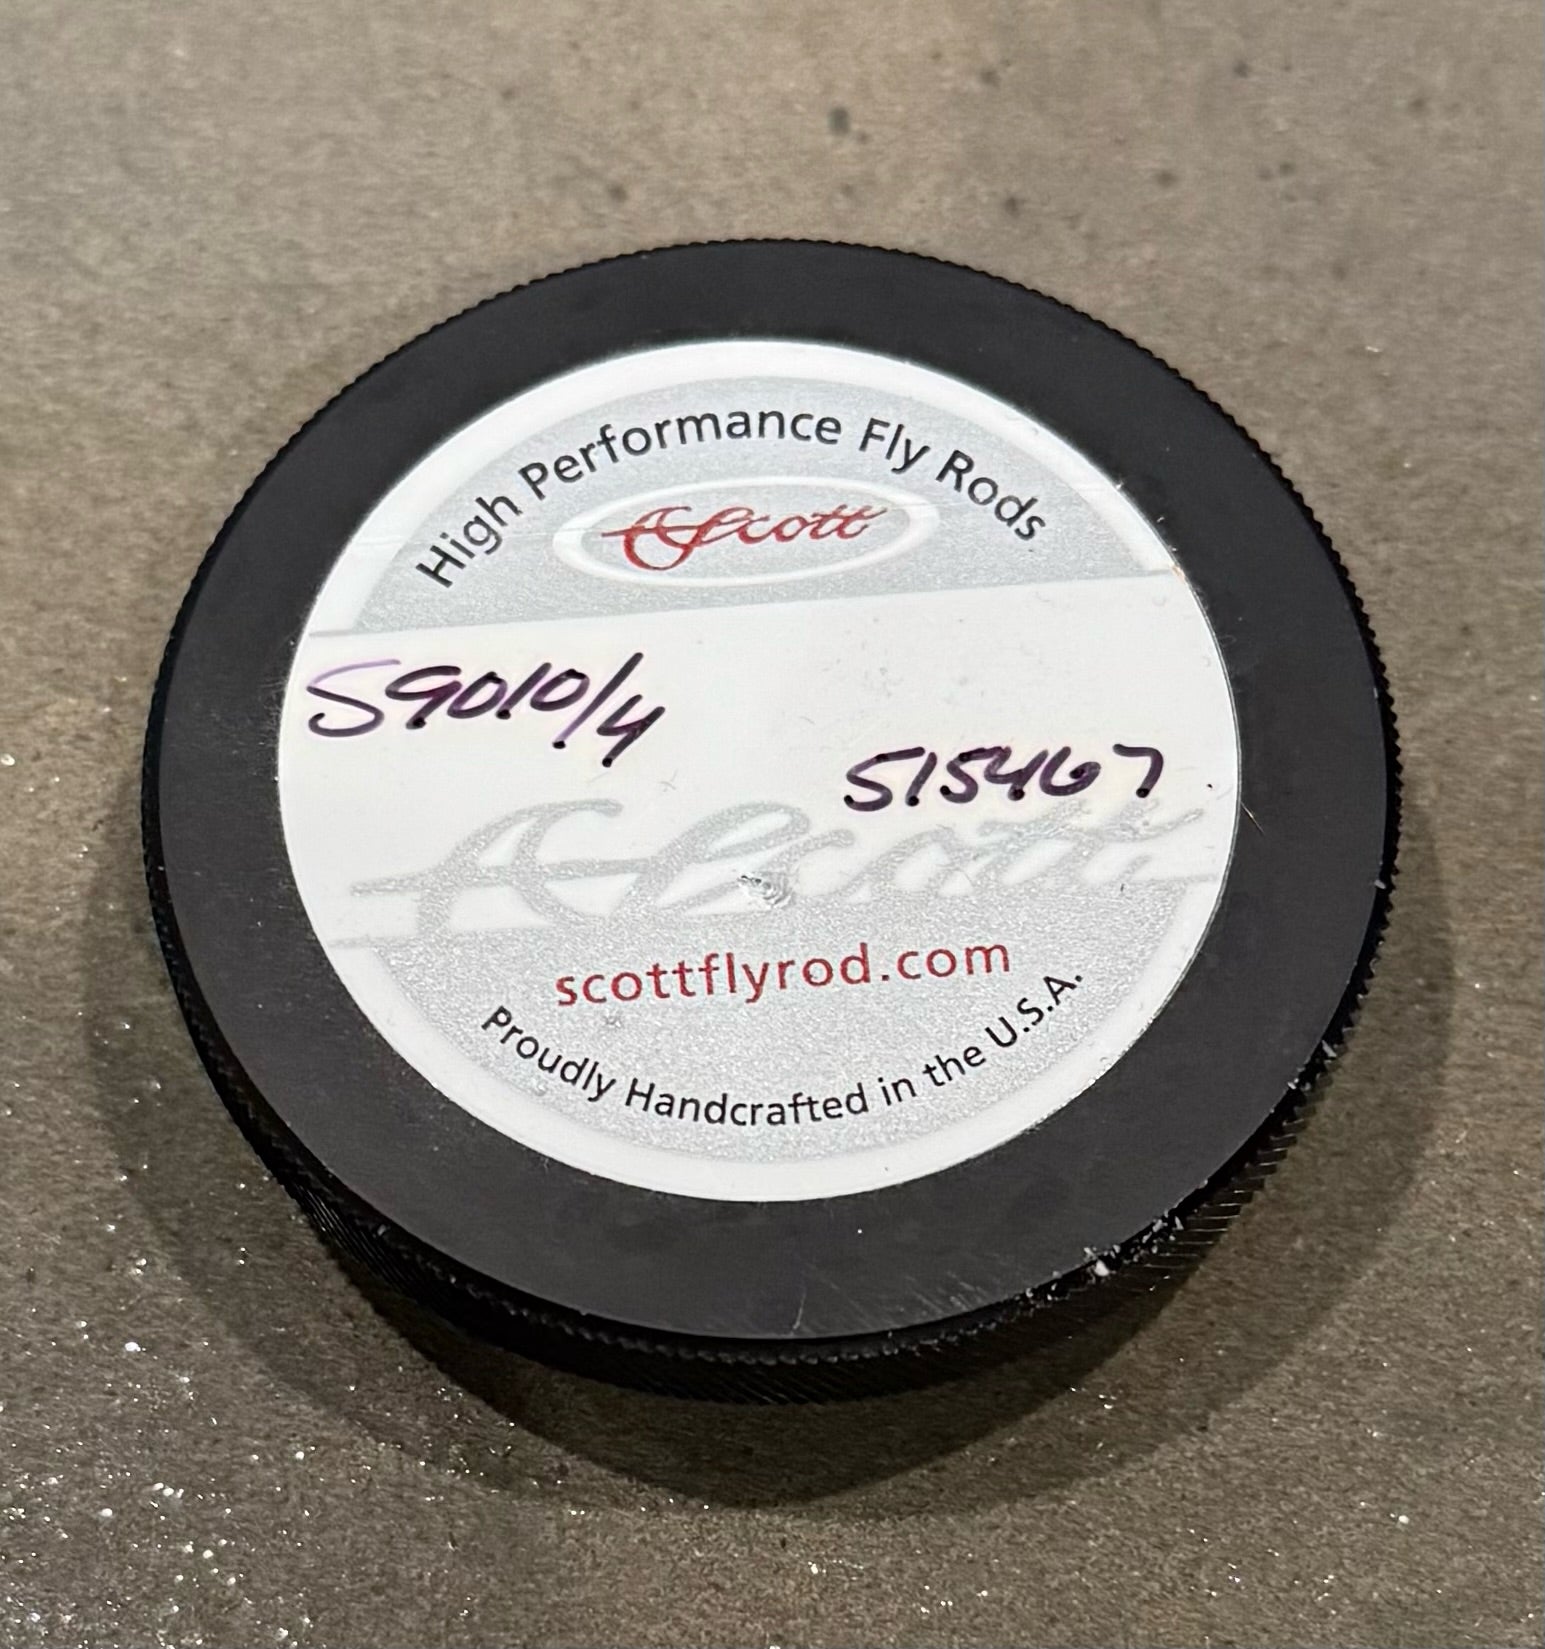 High Performance Fly Rods
Scott
S9010/4
515467
Scott
scottflyrod.com
Proudly Handcrafted in the U.S.A.